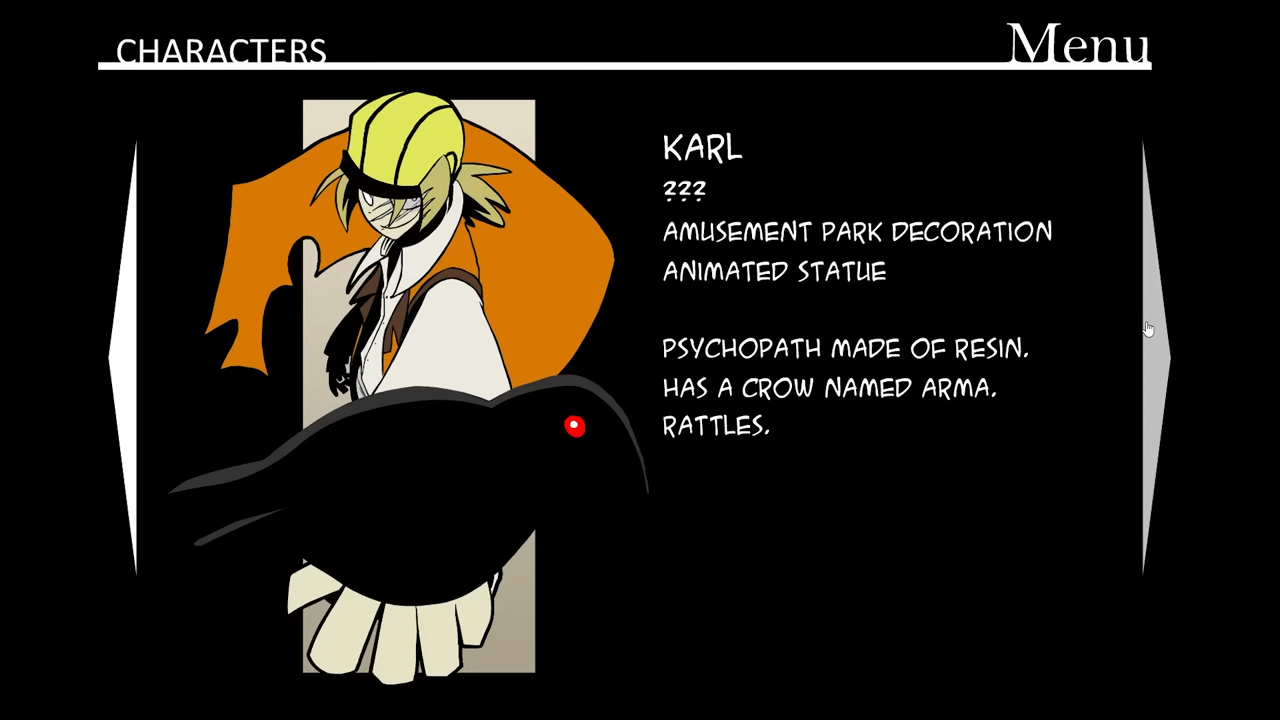 CHARACTERS
Menu
KARL
???
AMUSEMENT PARK DECORATION
ANIMATED STATUE
PSYCHOPATH MADE OF RESIN.
HAS A CROW NAMED ARMA.
RATTLES.